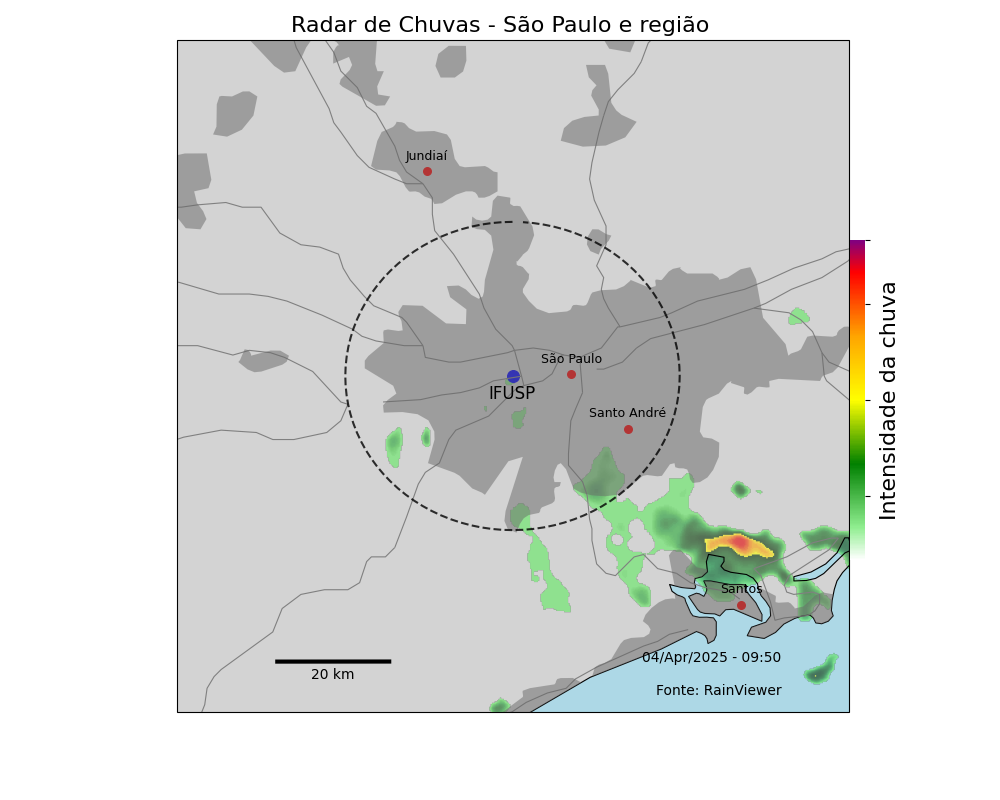 Radar de Chuvas - São Paulo e região
Jundiaí
São Paulo
IFUSP
Santo André
Intensidade da chuva
Santos
04/Apr/2025 - 09:50
20 km
Fonte: RainViewer